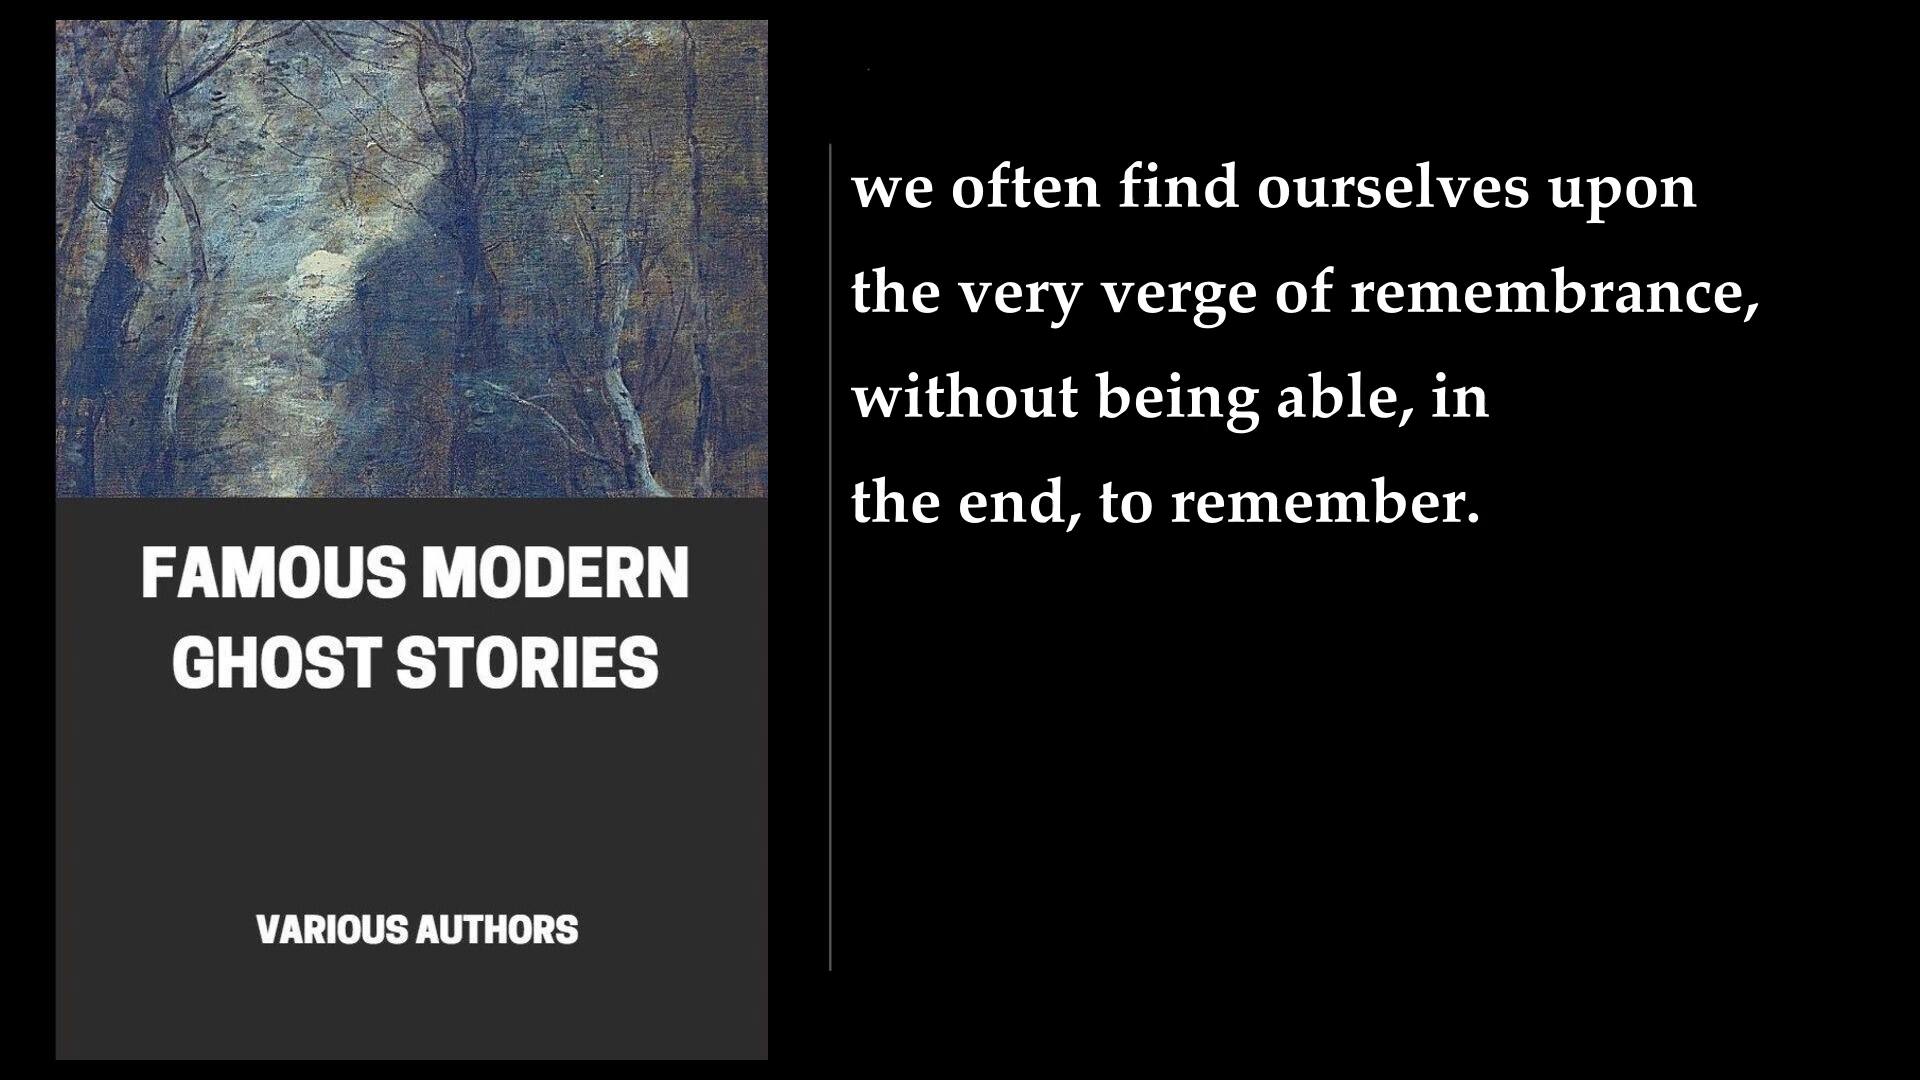 FAMOUS MODERN
GHOST STORIES
VARIOUS AUTHORS
we often find ourselves upon
the very verge of remembrance,
without being able, in
the end, to remember.